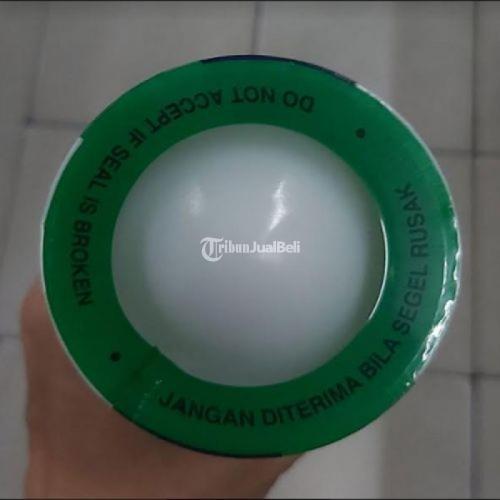 DO NOT ACCEPT IF SEAL IS BROKEN
TribunJualBeli
JANGAN DITERIMA BILA SEGEL RUSAK